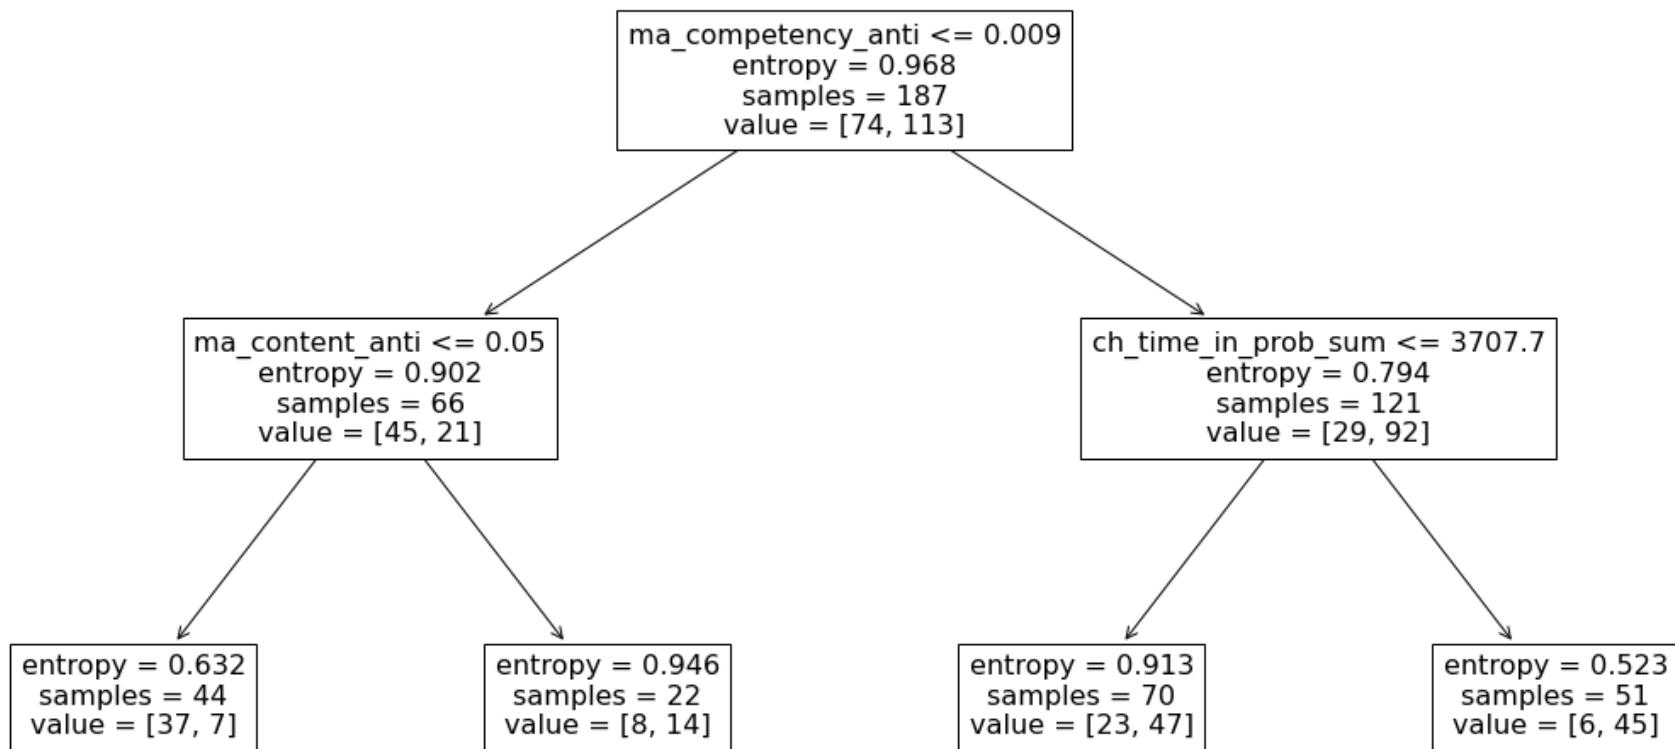 ma_competency_anti <= 0.009
entropy = 0.968
samples = 187
value = [74, 113]
ma_content_anti <= 0.05
entropy = 0.902
samples = 66
value = [45, 21]
ch_time_in_prob_sum <= 3707.7
entropy = 0.794
samples = 121
value = [29, 92]
entropy = 0.632
samples = 44
value = [37, 7]
entropy = 0.946
samples = 22
value = [8, 14]
entropy = 0.913
samples = 70
value = [23, 47]
entropy = 0.523
samples = 51
value = [6, 45]